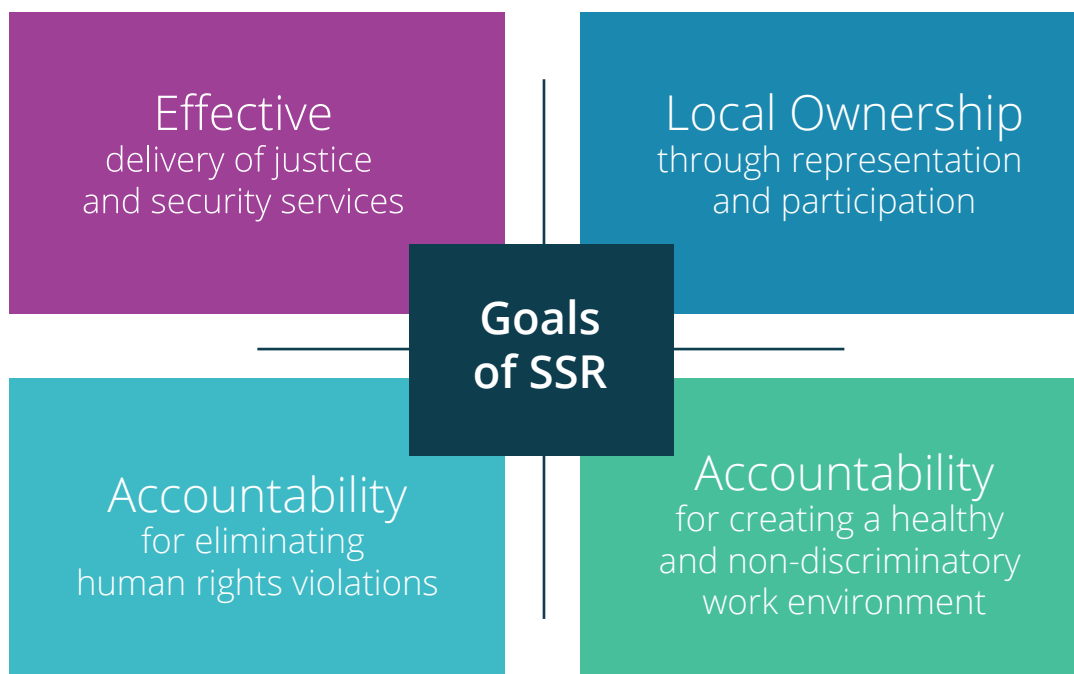 Effective
delivery of justice
and security services
Local Ownership
through representation
and participation
Goals
of SSR
Accountability
for eliminating
human rights violations
Accountability
for creating a healthy
and non-discriminatory
work environment